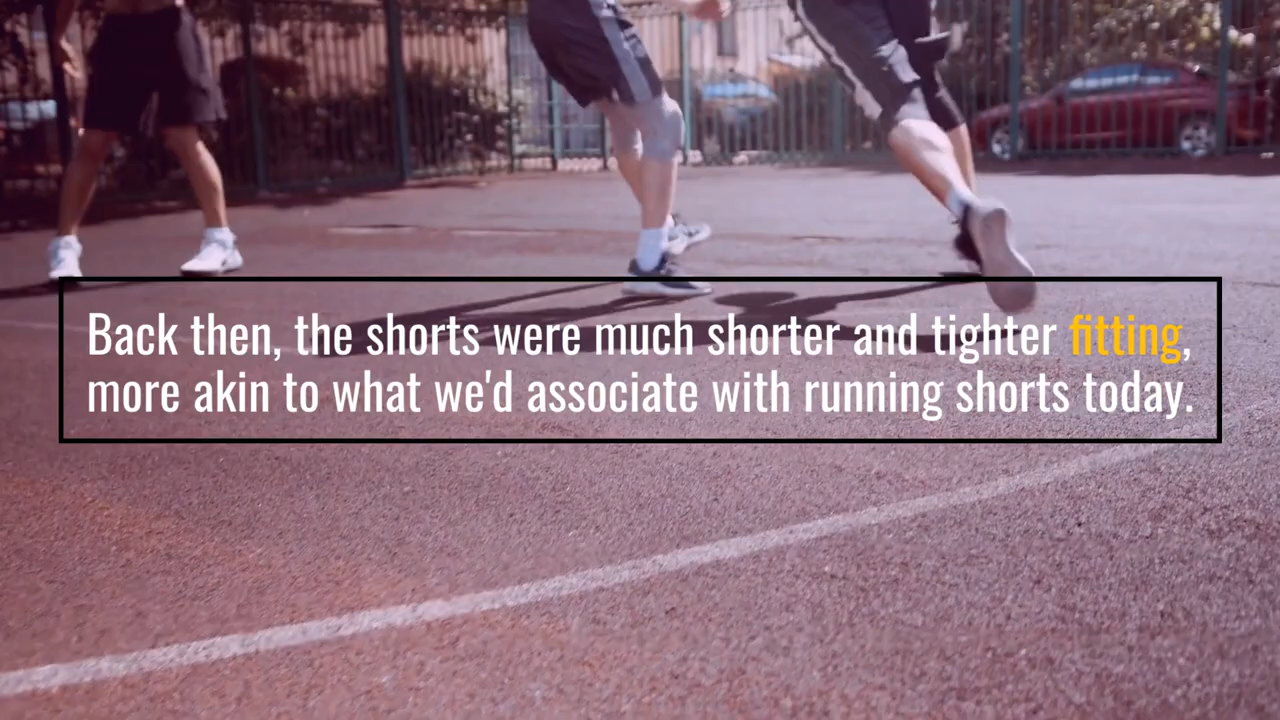 Back then, the shorts were much shorter and tighter fitting,
more akin to what we'd associate with running shorts today.